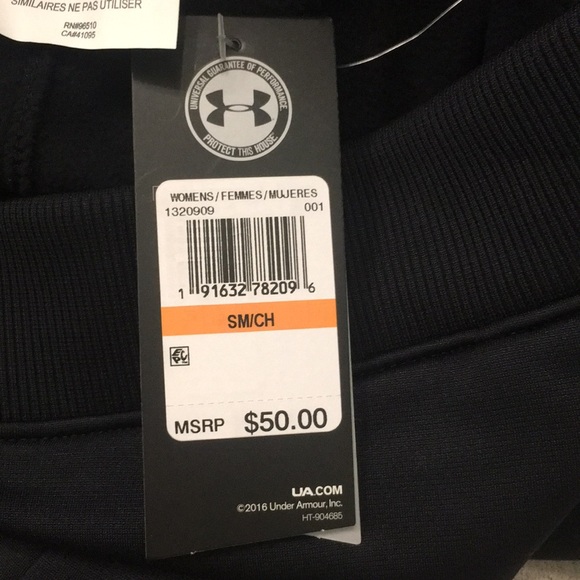 SIMILAIRES NE PAS UTILISER
RN#96510
CA#41095
UNIVERSAL GUARANTEE OF PERFORMANCE
PROTECT THIS HOUSE
WOMENS/FEMMES/MUJERES
1320909 001
1 91632 78209 6
SM/CH
MSRP $50.00
UA.COM
©2016 Under Armour, Inc.
HT-904685